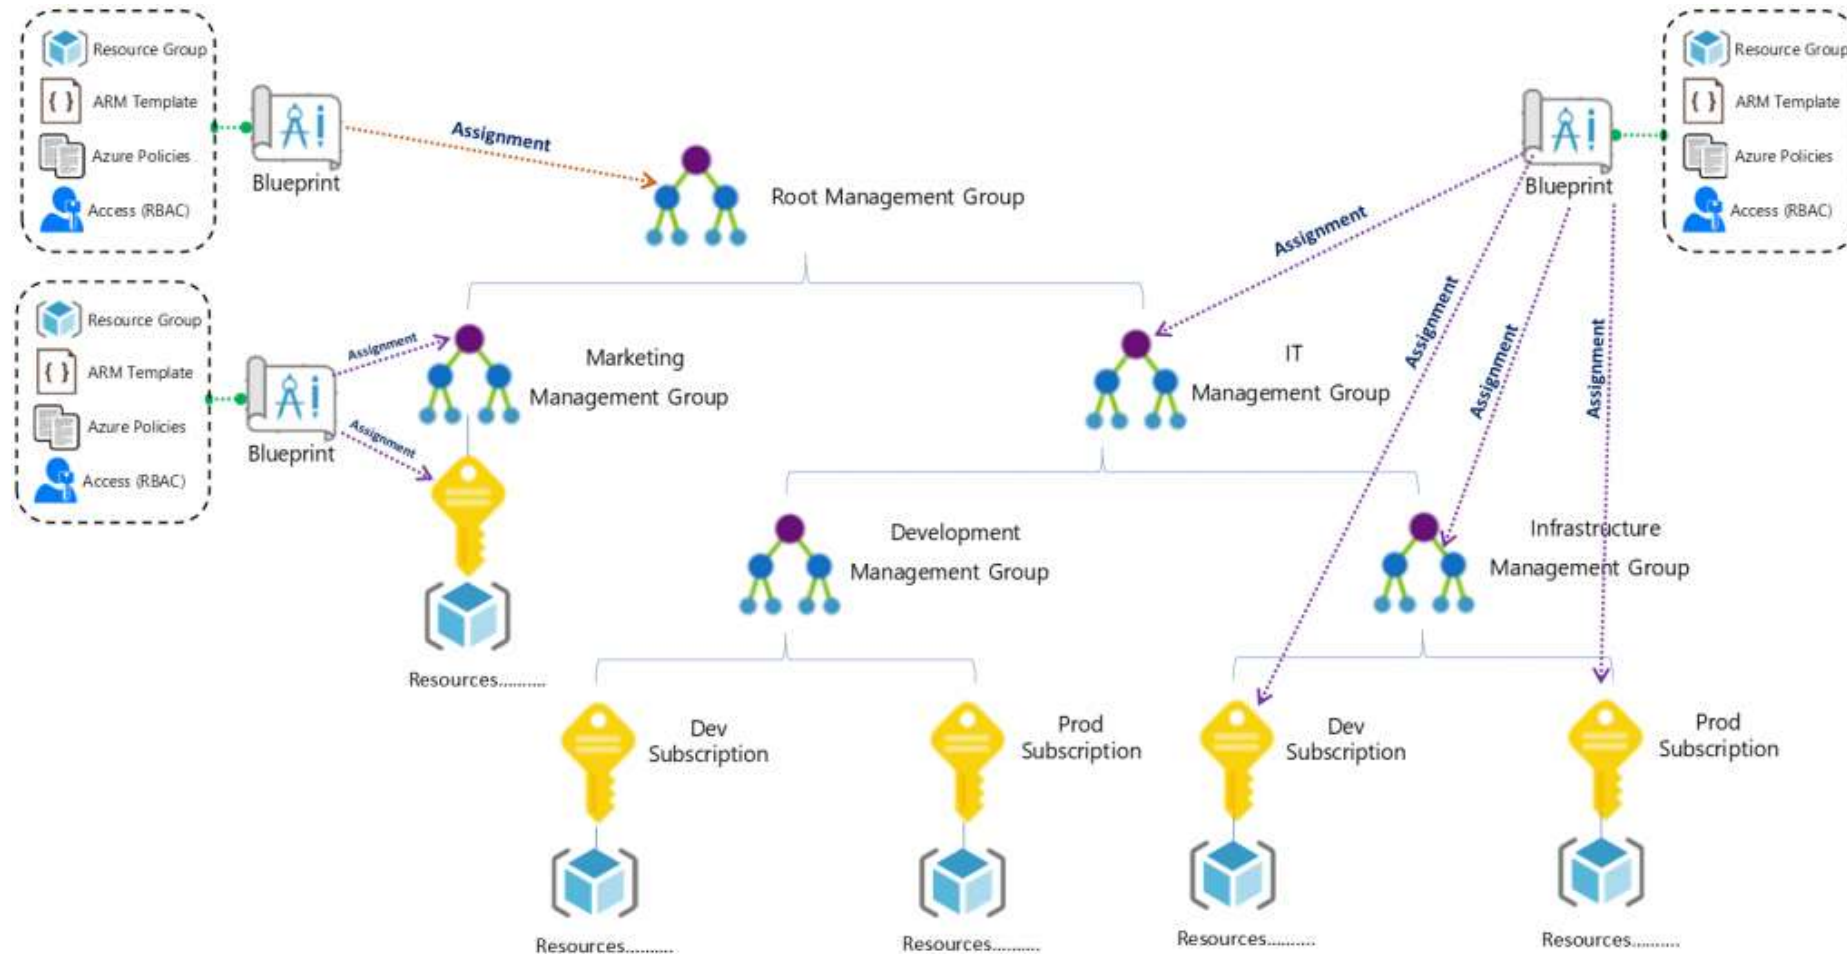 Resource Group
ARM Template
Azure Policies
Access (RBAC)
Blueprint
Assignment
Root Management Group
Resource Group
ARM Template
Azure Policies
Access (RBAC)
Blueprint
Assignment
Assignment
Assignment
Assignment
Resource Group
ARM Template
Azure Policies
Access (RBAC)
Blueprint
Assignment
Assignment
Marketing
Management Group
IT
Management Group
Resources..........
Development
Management Group
Infrastructure
Management Group
Dev
Subscription
Prod
Subscription
Dev
Subscription
Prod
Subscription
Resources..........
Resources..........
Resources..........
Resources..........